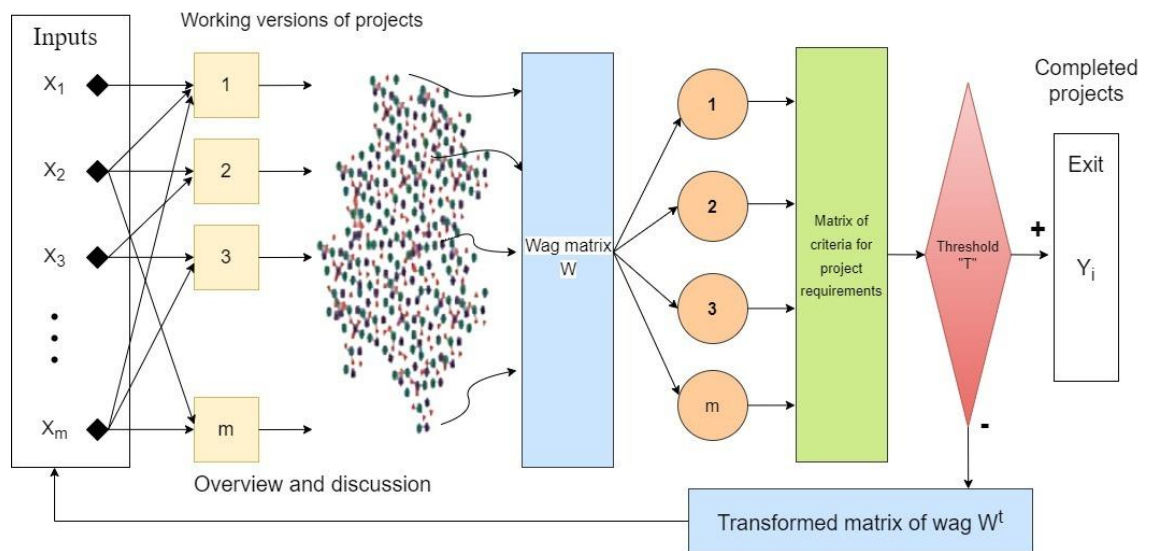 Working versions of projects
Inputs
X1
X2
X3
Xm
1
2
3
m
Overview and discussion
Wag matrix
W
1
2
3
m
Matrix of
criteria for
project
requirements
Threshold
"T"
+
-
Completed
projects
Exit
Yi
Transformed matrix of wag Wt